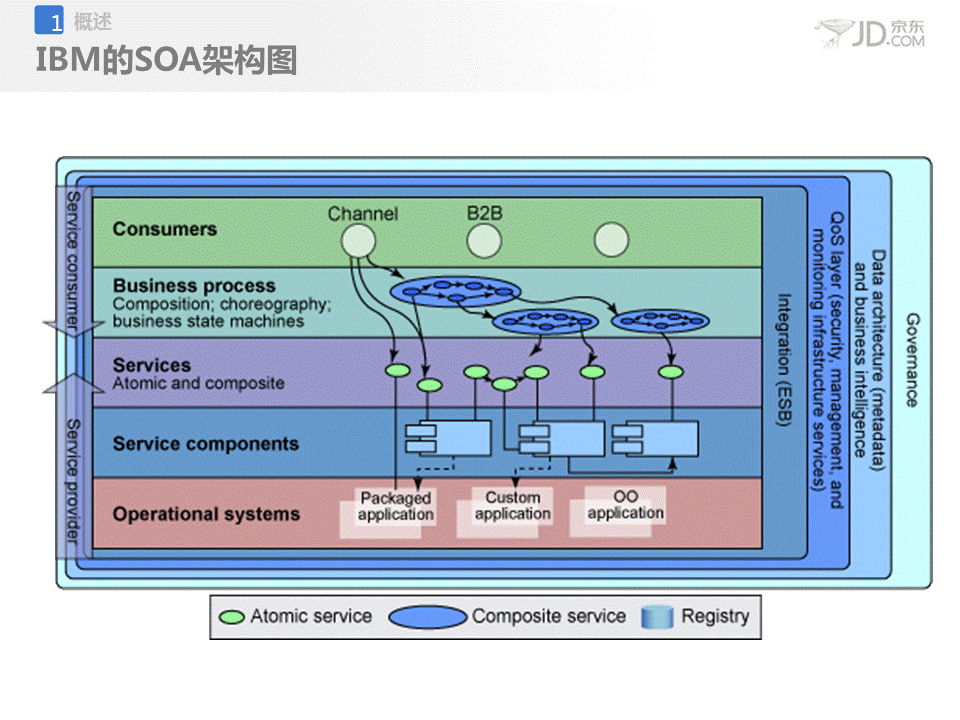 1 概述
IBM的SOA架构图
JD 京东
.COM
Service consumer
Service provider
Consumers
Channel
B2B
Business process
Composition; choreography;
business state machines
Services
Atomic and composite
Service components
Operational systems
Packaged
application
Custom
application
OO
application
Integration (ESB)
QoS layer (security, management, and
monitoring infrastructure services)
Data architecture (metadata)
and business intelligence
Governance
Atomic service
Composite service
Registry